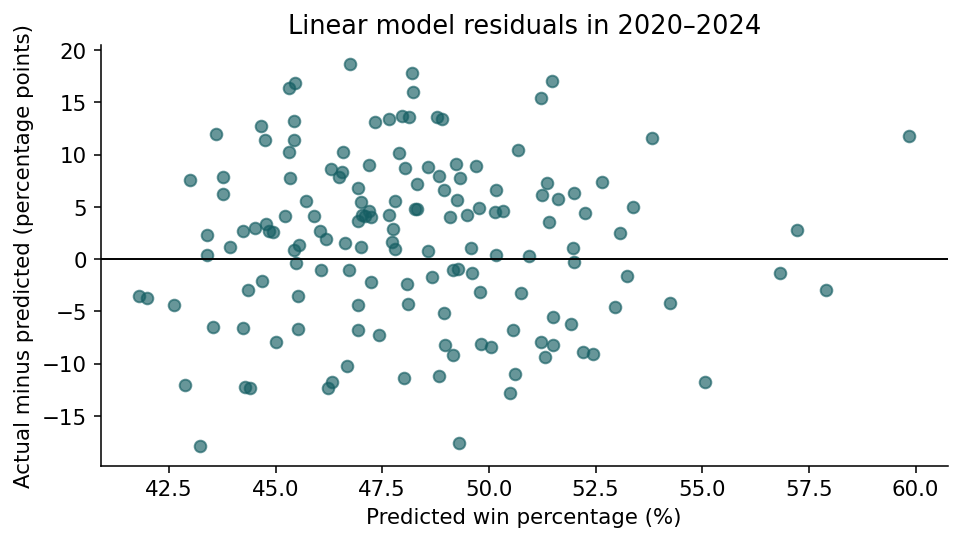 Linear model residuals in 2020–2024
Actual minus predicted (percentage points)
20
15
10
5
0
−5
−10
−15
42.5 45.0 47.5 50.0 52.5 55.0 57.5 60.0
Predicted win percentage (%)